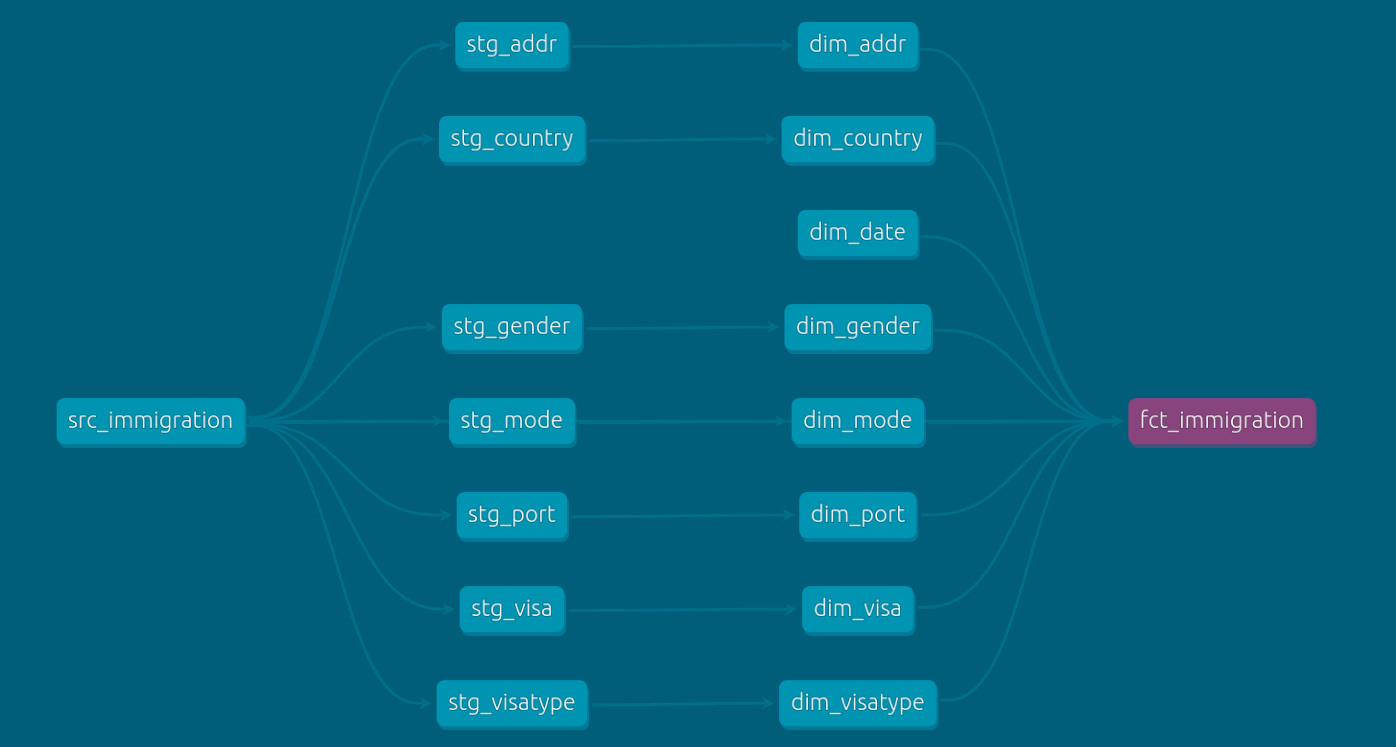 stg_addr
dim_addr
stg_country
dim_country
dim_date
stg_gender
dim_gender
src_immigration
stg_mode
dim_mode
fct_immigration
stg_port
dim_port
stg_visa
dim_visa
stg_visatype
dim_visatype